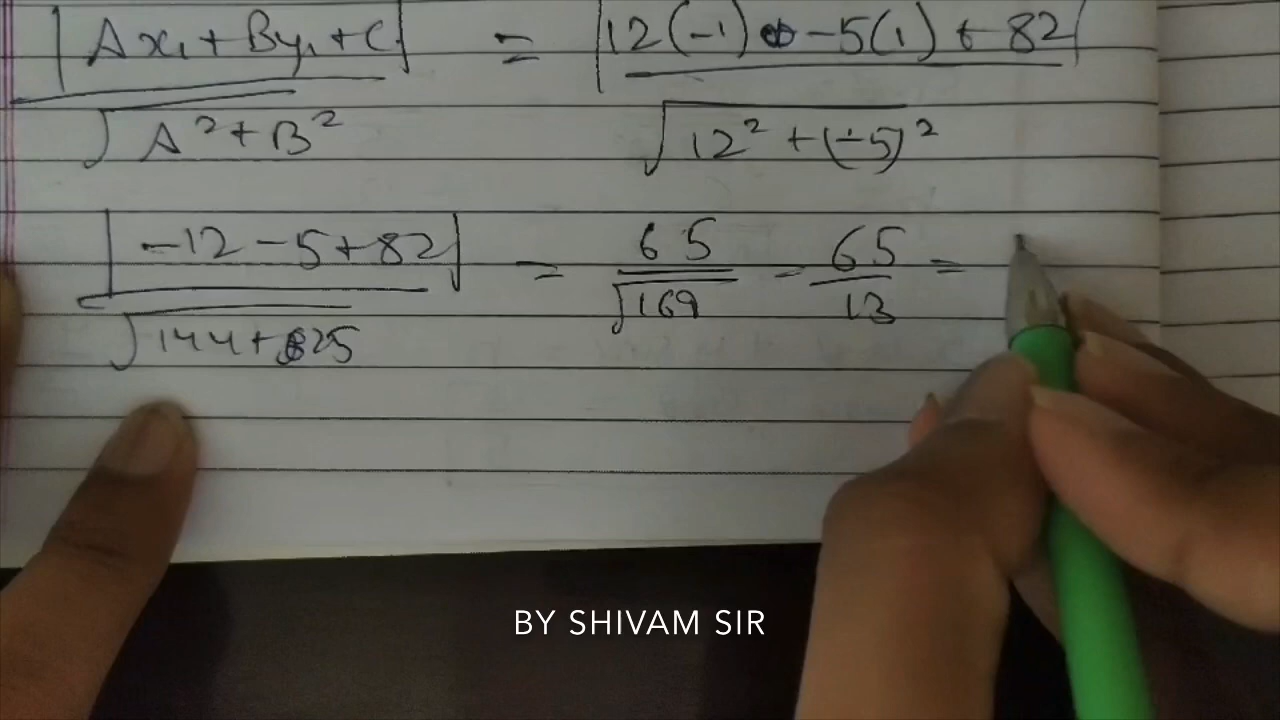 |Ax₁ + By₁ + C| = |12(-1) -5(1) + 82|
√A² + B² √12² + (-5)²
|-12 - 5 + 82| = 65 = 65 =
√144 + 25 √169 13
BY SHIVAM SIR